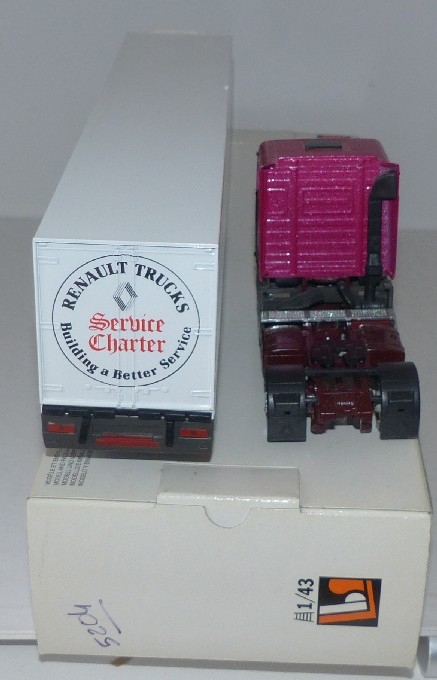 RENAULT TRUCKS
Service
Charter
Building a Better Service
1/43
5204